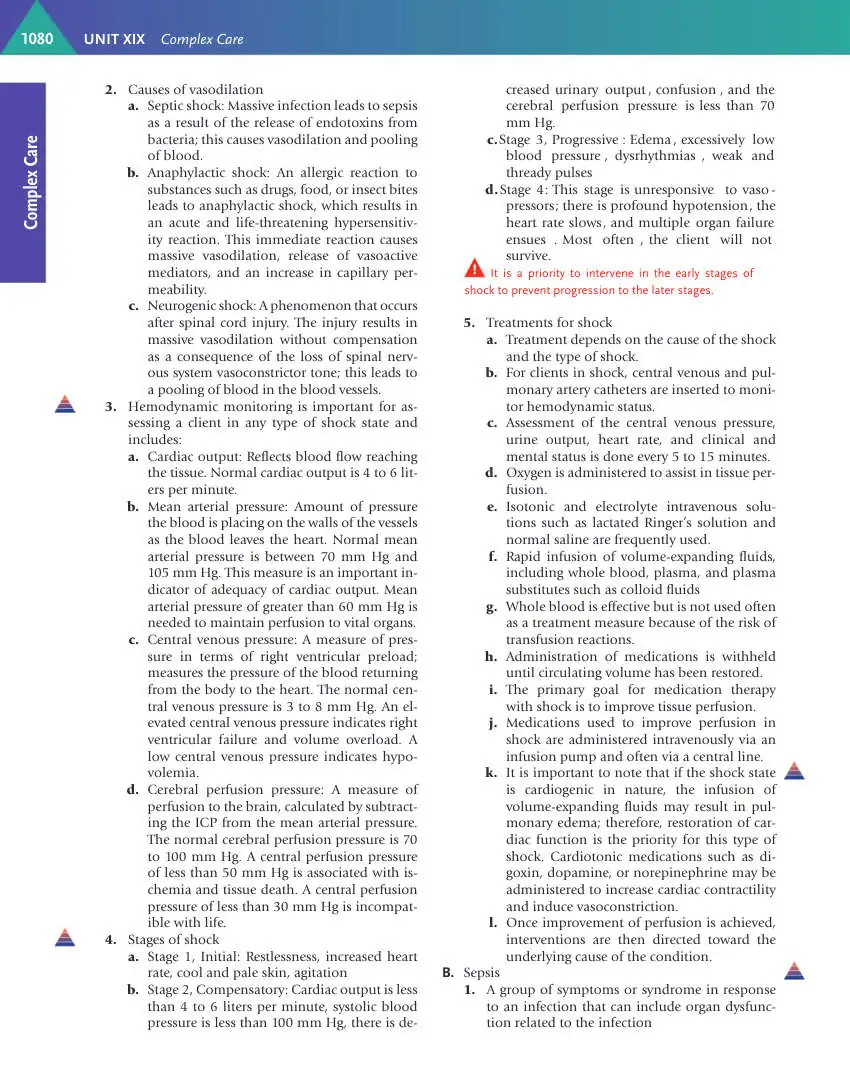 1080 UNIT XIX Complex Care
Complex Care
2. Causes of vasodilation
a. Septic shock: Massive infection leads to sepsis
as a result of the release of endotoxins from
bacteria; this causes vasodilation and pooling
of blood.
b. Anaphylactic shock: An allergic reaction to
substances such as drugs, food, or insect bites
leads to anaphylactic shock, which results in
an acute and life-threatening hypersensitiv-
ity reaction. This immediate reaction causes
massive vasodilation, release of vasoactive
mediators, and an increase in capillary per-
meability.
c. Neurogenic shock: A phenomenon that occurs
after spinal cord injury. The injury results in
massive vasodilation without compensation
as a consequence of the loss of spinal nerv-
ous system vasoconstrictor tone; this leads to
a pooling of blood in the blood vessels.
3. Hemodynamic monitoring is important for as-
sessing a client in any type of shock state and
includes:
a. Cardiac output: Reflects blood flow reaching
the tissue. Normal cardiac output is 4 to 6 lit-
ers per minute.
b. Mean arterial pressure: Amount of pressure
the blood is placing on the walls of the vessels
as the blood leaves the heart. Normal mean
arterial pressure is between 70 mm Hg and
105 mm Hg. This measure is an important in-
dicator of adequacy of cardiac output. Mean
arterial pressure of greater than 60 mm Hg is
needed to maintain perfusion to vital organs.
c. Central venous pressure: A measure of pres-
sure in terms of right ventricular preload;
measures the pressure of the blood returning
from the body to the heart. The normal cen-
tral venous pressure is 3 to 8 mm Hg. An el-
evated central venous pressure indicates right
ventricular failure and volume overload. A
low central venous pressure indicates hypo-
volemia.
d. Cerebral perfusion pressure: A measure of
perfusion to the brain, calculated by subtract-
ing the ICP from the mean arterial pressure.
The normal cerebral perfusion pressure is 70
to 100 mm Hg. A central perfusion pressure
of less than 50 mm Hg is associated with is-
chemia and tissue death. A central perfusion
pressure of less than 30 mm Hg is incompat-
ible with life.
4. Stages of shock
a. Stage 1, Initial: Restlessness, increased heart
rate, cool and pale skin, agitation
b. Stage 2, Compensatory: Cardiac output is less
than 4 to 6 liters per minute, systolic blood
pressure is less than 100 mm Hg, there is de-
creased urinary output, confusion, and the
cerebral perfusion pressure is less than 70
mm Hg.
c. Stage 3, Progressive: Edema, excessively low
blood pressure, dysrhythmias, weak and
thready pulses
d. Stage 4: This stage is unresponsive to vaso-
pressors; there is profound hypotension, the
heart rate slows, and multiple organ failure
ensues. Most often, the client will not
survive.
It is a priority to intervene in the early stages of
shock to prevent progression to the later stages.
5. Treatments for shock
a. Treatment depends on the cause of the shock
and the type of shock.
b. For clients in shock, central venous and pul-
monary artery catheters are inserted to moni-
tor hemodynamic status.
c. Assessment of the central venous pressure,
urine output, heart rate, and clinical and
mental status is done every 5 to 15 minutes.
d. Oxygen is administered to assist in tissue per-
fusion.
e. Isotonic and electrolyte intravenous solu-
tions such as lactated Ringer's solution and
normal saline are frequently used.
f. Rapid infusion of volume-expanding fluids,
including whole blood, plasma, and plasma
substitutes such as colloid fluids
g. Whole blood is effective but is not used often
as a treatment measure because of the risk of
transfusion reactions.
h. Administration of medications is withheld
until circulating volume has been restored.
i. The primary goal for medication therapy
with shock is to improve tissue perfusion.
j. Medications used to improve perfusion in
shock are administered intravenously via an
infusion pump and often via a central line.
k. It is important to note that if the shock state
is cardiogenic in nature, the infusion of
volume-expanding fluids may result in pul-
monary edema; therefore, restoration of car-
diac function is the priority for this type of
shock. Cardiotonic medications such as di-
goxin, dopamine, or norepinephrine may be
administered to increase cardiac contractility
and induce vasoconstriction.
l. Once improvement of perfusion is achieved,
interventions are then directed toward the
underlying cause of the condition.
B. Sepsis
1. A group of symptoms or syndrome in response
to an infection that can include organ dysfunc-
tion related to the infection